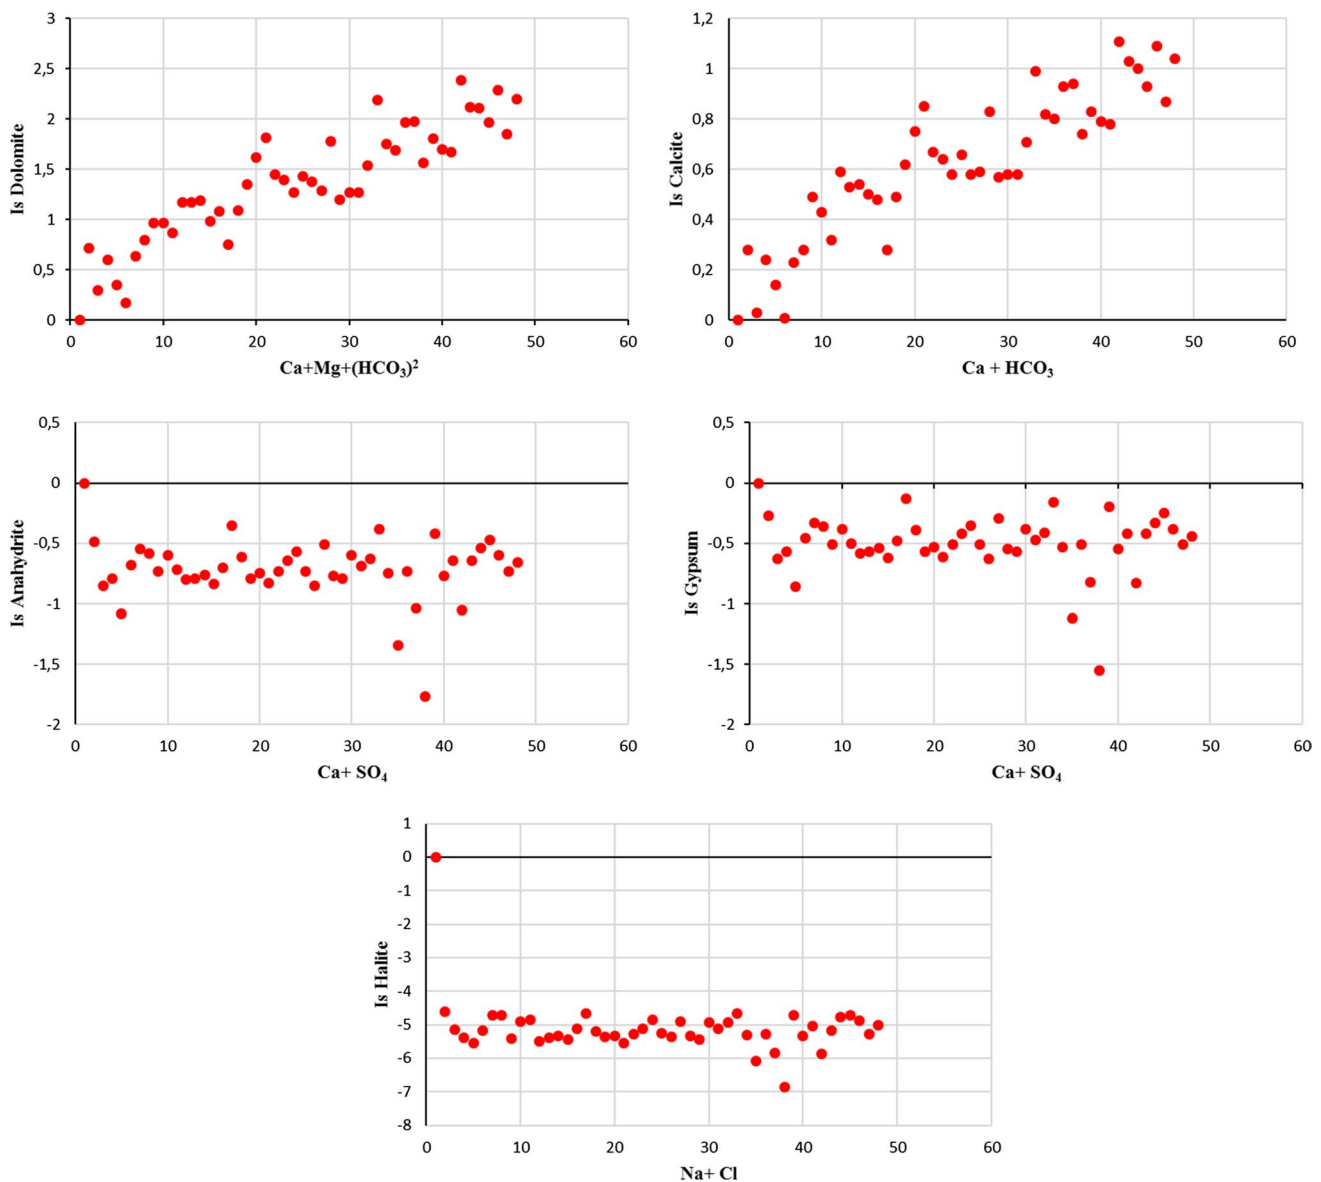 3
2,5
2
1,5
1
0,5
0
0 10 20 30 40 50 60
Is Dolomite
Ca+Mg+(HCO₃)²
1,2
1
0,8
0,6
0,4
0,2
0
0 10 20 30 40 50 60
Is Calcite
Ca + HCO₃
0,5
0
-0,5
-1
-1,5
-2
0 10 20 30 40 50 60
Is Anahydrite
Ca+ SO₄
0,5
0
-0,5
-1
-1,5
-2
0 10 20 30 40 50 60
Is Gypsum
Ca+ SO₄
1
0
-1
-2
-3
-4
-5
-6
-7
-8
0 10 20 30 40 50 60
Is Halite
Na+ Cl